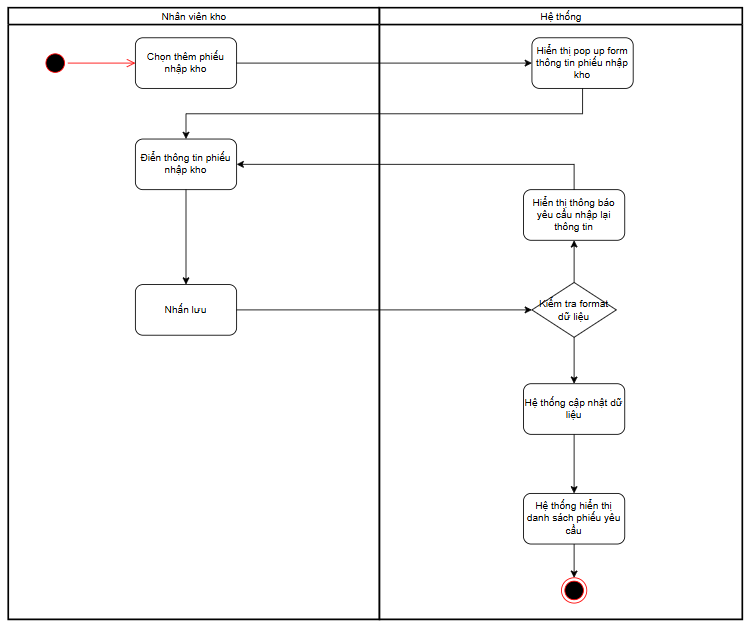 Nhân viên kho
Hệ thống
Chọn thêm phiếu
nhập kho
Hiển thị pop up form
thông tin phiếu nhập
kho
Điển thông tin phiếu
nhập kho
Hiển thị thông báo
yêu cầu nhập lại
thông tin
Nhấn lưu
Kiểm tra format
dữ liệu
Hệ thống cập nhật dữ
liệu
Hệ thống hiển thị
danh sách phiếu yêu
cầu